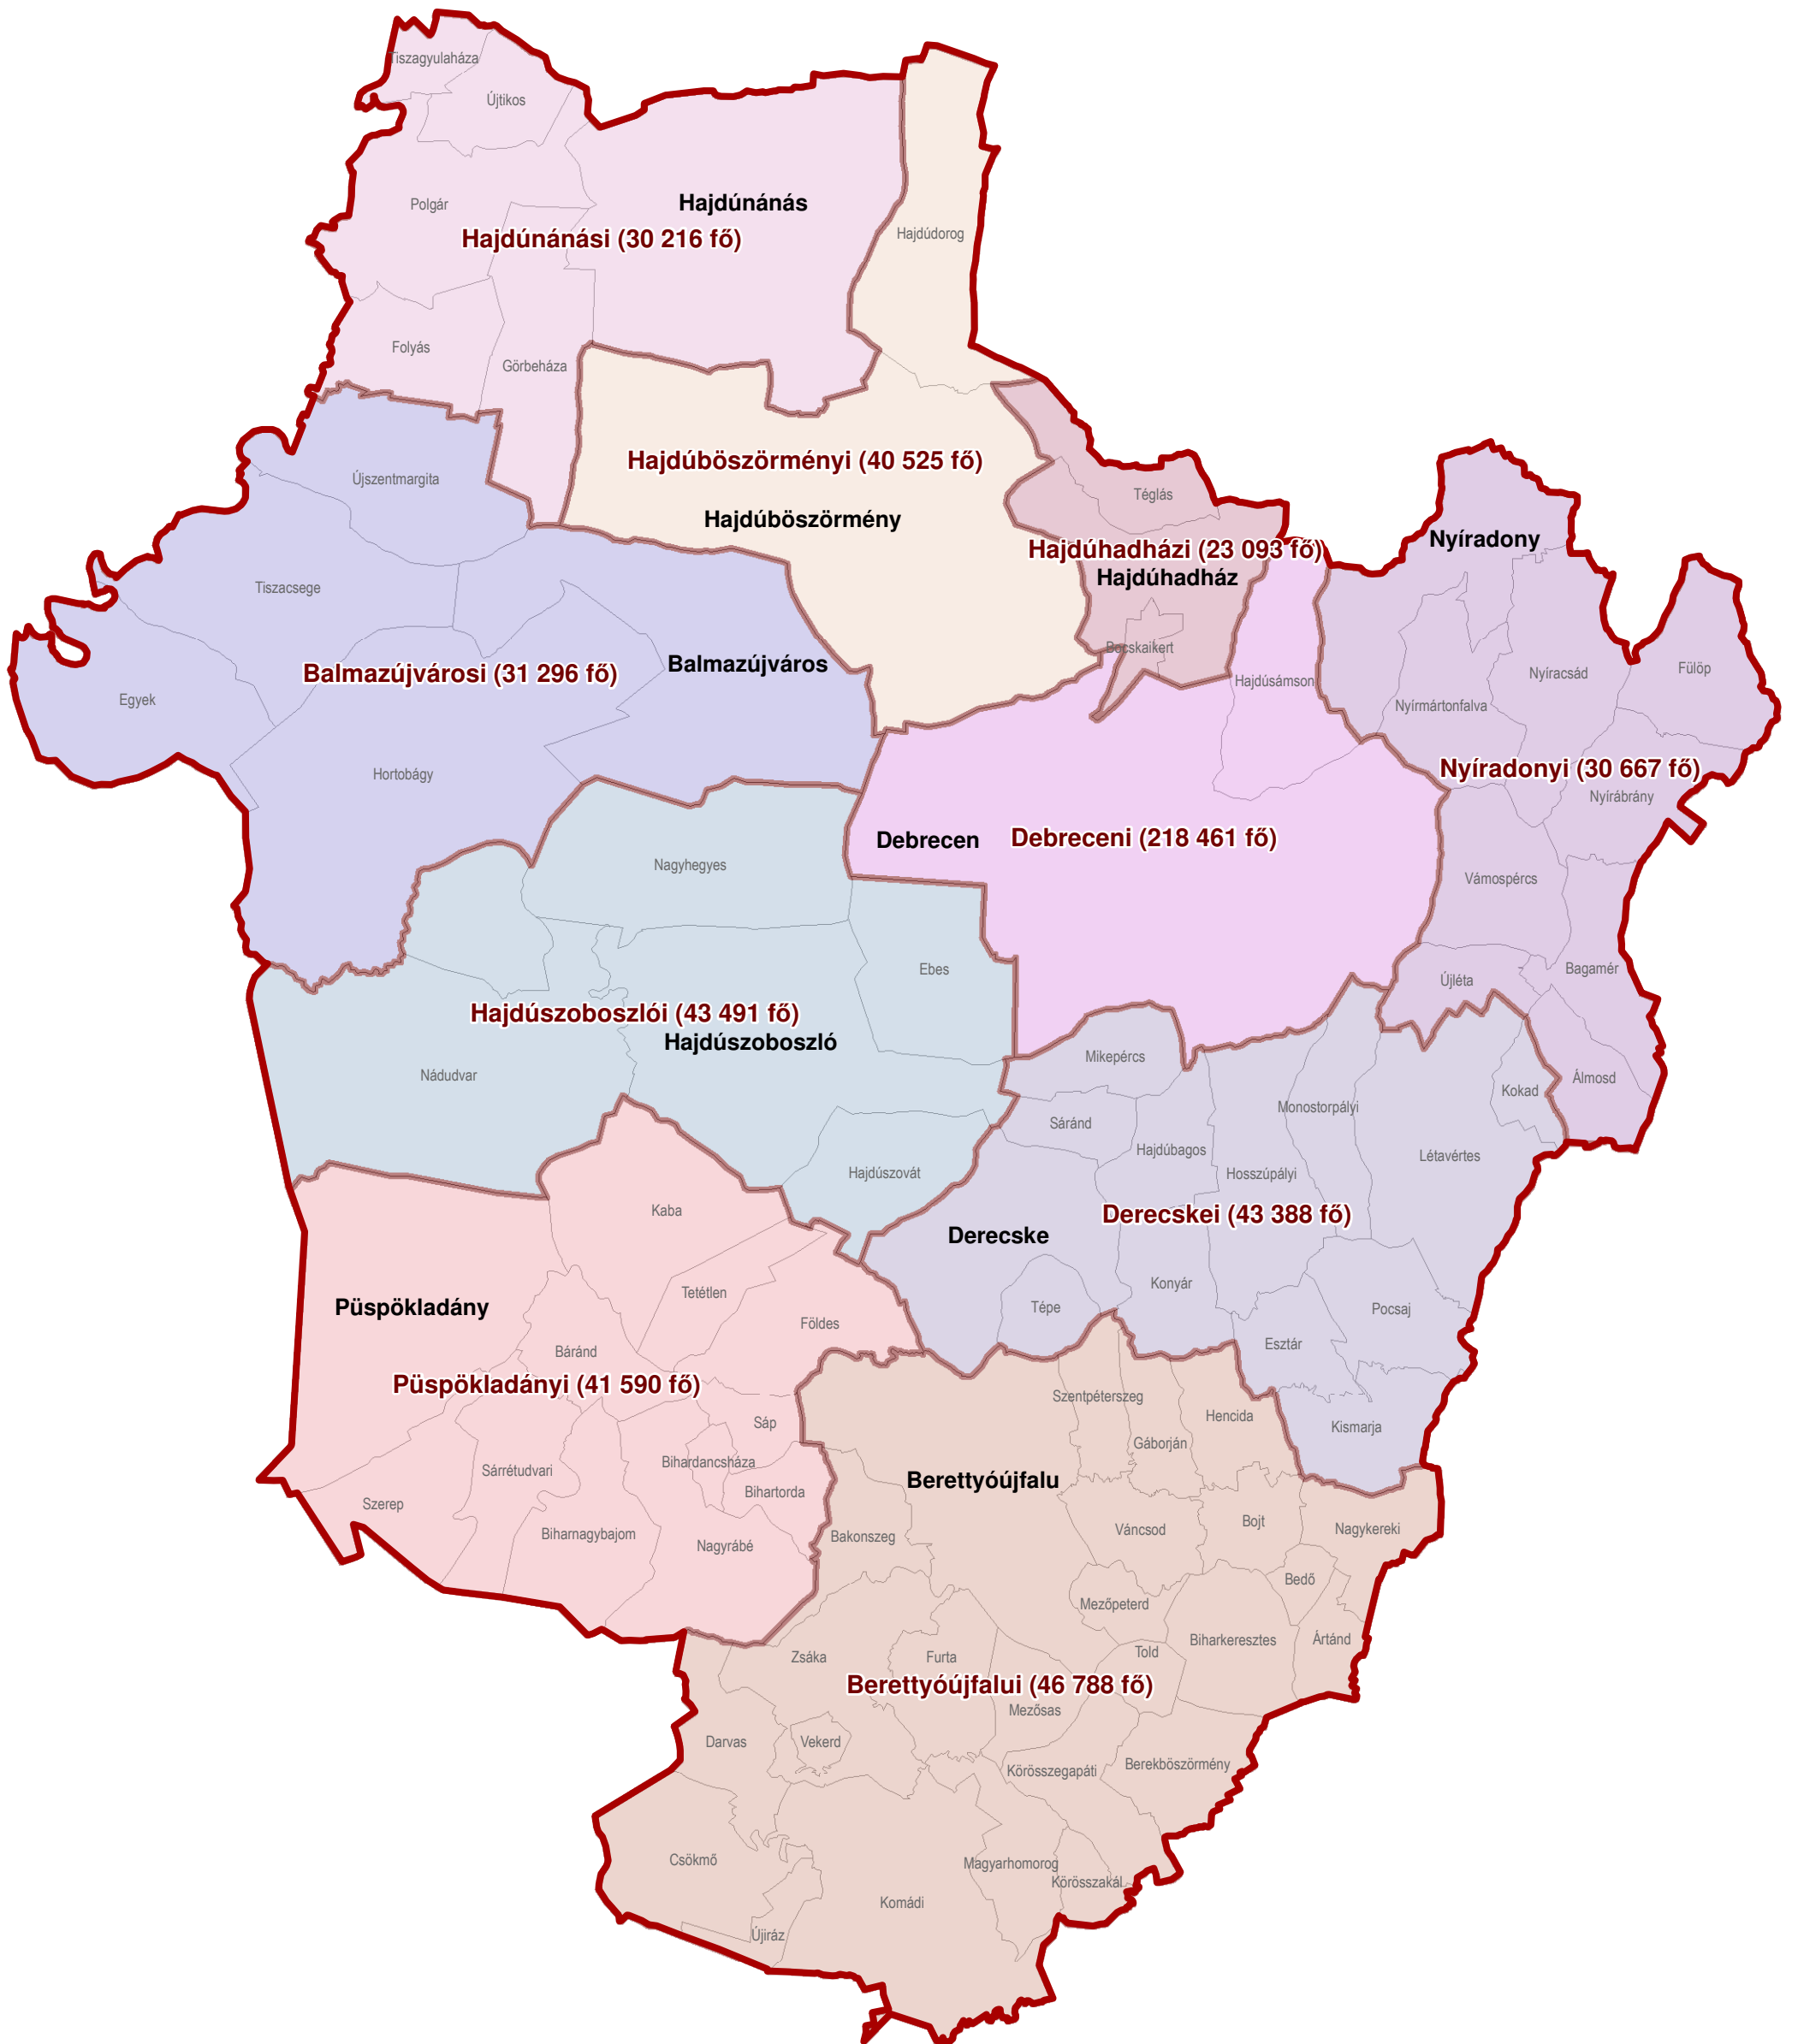 Tiszagyulaháza
Újtikos
Polgár
Hajdúnánás
Hajdúnánási (30 216 fő)
Hajdúdorog
Folyás
Görbeháza
Hajdúböszörményi (40 525 fő)
Újszentmargita
Téglás
Hajdúböszörmény
Nyíradony
Hajdúhadházi (23 093 fő)
Hajdúhadház
Tiszacsege
Bocskaikert
Balmazújváros
Balmazújvárosi (31 296 fő)
Fülöp
Nyíracsád
Hajdúsámson
Egyek
Nyírmártonfalva
Nyíradonyi (30 667 fő)
Hortobágy
Nyírábrány
Debrecen
Debreceni (218 461 fő)
Nagyhegyes
Vámospércs
Ebes
Bagamér
Újléta
Hajdúszoboszlói (43 491 fő)
Hajdúszoboszló
Mikepércs
Nádudvar
Álmosd
Kokad
Monostorpályi
Sáránd
Hajdúbagos
Létavértes
Hajdúszovát
Hosszúpályi
Kaba
Derecskei (43 388 fő)
Derecske
Konyár
Tetétlen
Tépe
Püspökladány
Pocsaj
Földes
Esztár
Báránd
Püspökladányi (41 590 fő)
Szentpéterszeg
Hencida
Sáp
Kismarja
Gáborján
Bihardancsháza
Sárrétudvari
Berettyóújfalu
Bihartorda
Szerep
Bojt
Nagykereki
Váncsod
Biharnagybajom
Bakonszeg
Nagyrábé
Bedő
Mezőpeterd
Biharkeresztes
Ártánd
Told
Zsáka
Furta
Berettyóújfalui (46 788 fő)
Mezősas
Darvas
Vekerd
Berekböszörmény
Körösszegapáti
Csökmő
Magyarhomorog
Körösszakál
Komádi
Újiráz